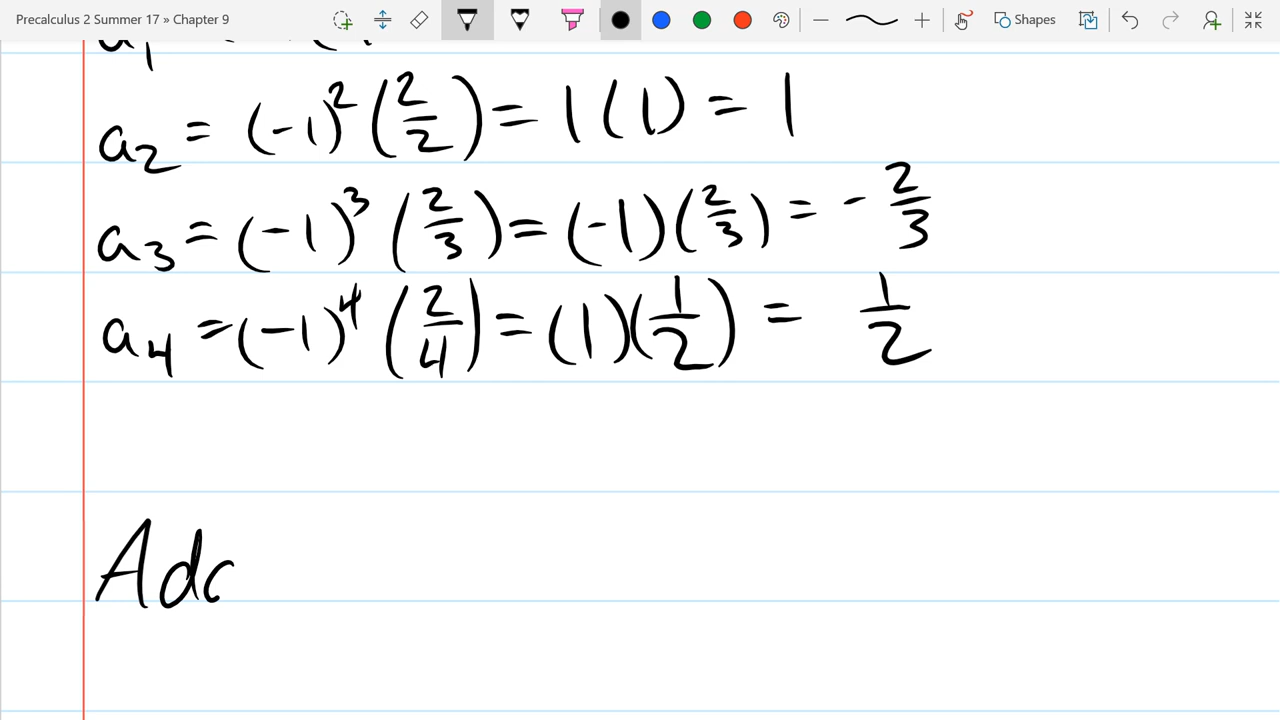 Precalculus 2 Summer 17 » Chapter 9
Shapes
a₂ = (-1)²(2/2) = 1(1) = 1
a₃ = (-1)³(2/3) = (-1)(2/3) = -2/3
a₄ = (-1)⁴(2/4) = (1)(1/2) = 1/2
Adc